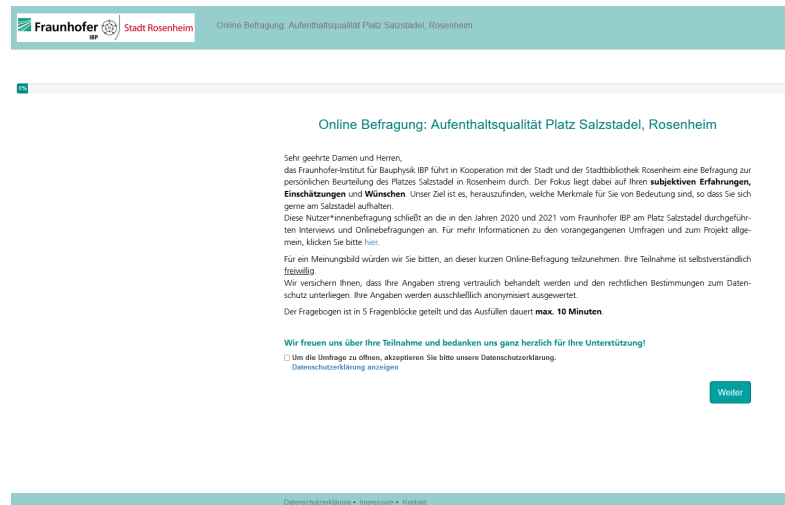 Fraunhofer
IBP
Stadt Rosenheim
Online Befragung: Aufenthaltsqualität Platz Salzstadel, Rosenheim
0%
Online Befragung: Aufenthaltsqualität Platz Salzstadel, Rosenheim
Sehr geehrte Damen und Herren,
das Fraunhofer-Institut für Bauphysik IBP führt in Kooperation mit der Stadt und der Stadtbibliothek Rosenheim eine Befragung zur
persönlichen Beurteilung des Platzes Salzstadel in Rosenheim durch. Der Fokus liegt dabei auf Ihren subjektiven Erfahrungen,
Einschätzungen und Wünschen. Unser Ziel ist es, herauszufinden, welche Merkmale für Sie von Bedeutung sind, so dass Sie sich
gerne am Salzstadel aufhalten.
Diese Nutzer*innenbefragung schließt an die in den Jahren 2020 und 2021 vom Fraunhofer IBP am Platz Salzstadel durchgeführ-
ten Interviews und Onlinebefragungen an. Für mehr Informationen zu den vorangegangenen Umfragen und zum Projekt allge-
mein, klicken Sie bitte hier.
Für ein Meinungsbild würden wir Sie bitten, an dieser kurzen Online-Befragung teilzunehmen. Ihre Teilnahme ist selbstverständlich
freiwillig.
Wir versichern Ihnen, dass Ihre Angaben streng vertraulich behandelt werden und den rechtlichen Bestimmungen zum Daten-
schutz unterliegen. Ihre Angaben werden ausschließlich anonymisiert ausgewertet.
Der Fragebogen ist in 5 Fragenblöcke geteilt und das Ausfüllen dauert max. 10 Minuten.
Wir freuen uns über Ihre Teilnahme und bedanken uns ganz herzlich für Ihre Unterstützung!
Um die Umfrage zu öffnen, akzeptieren Sie bitte unsere Datenschutzerklärung.
Datenschutzerklärung anzeigen
Weiter
Datenschutzerklärung • Impressum • Kontakt